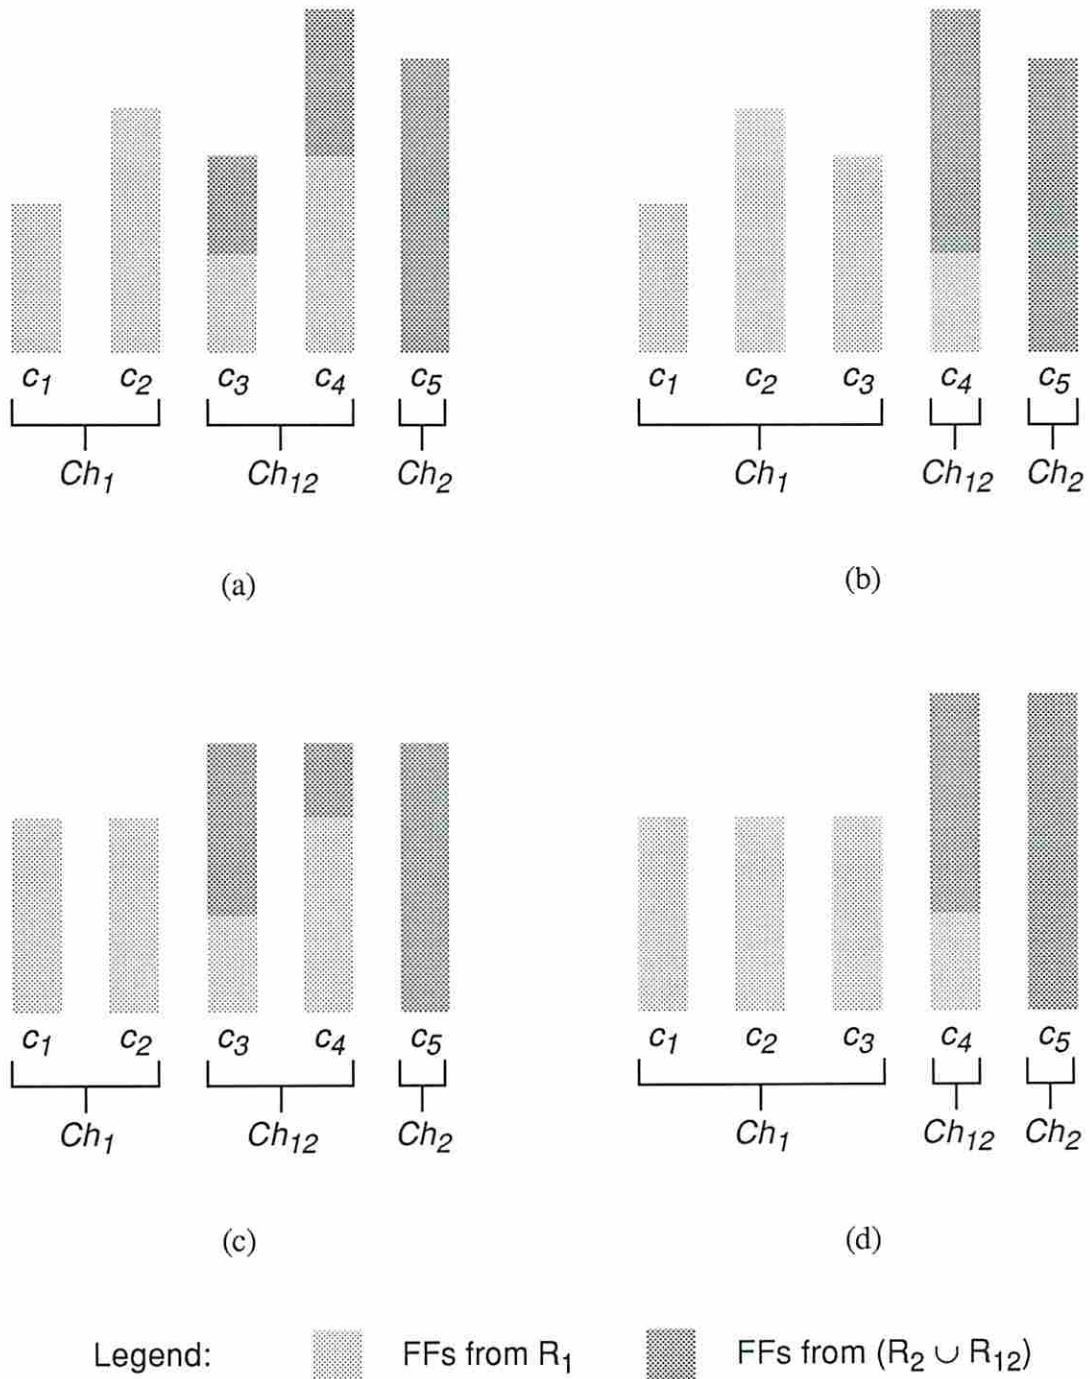 c1 c2 c3 c4 c5
Ch1 Ch12 Ch2
(a)
c1 c2 c3 c4 c5
Ch1 Ch12 Ch2
(b)
c1 c2 c3 c4 c5
Ch1 Ch12 Ch2
(c)
c1 c2 c3 c4 c5
Ch1 Ch12 Ch2
(d)
Legend: FFs from R1 FFs from (R2 ∪ R12)